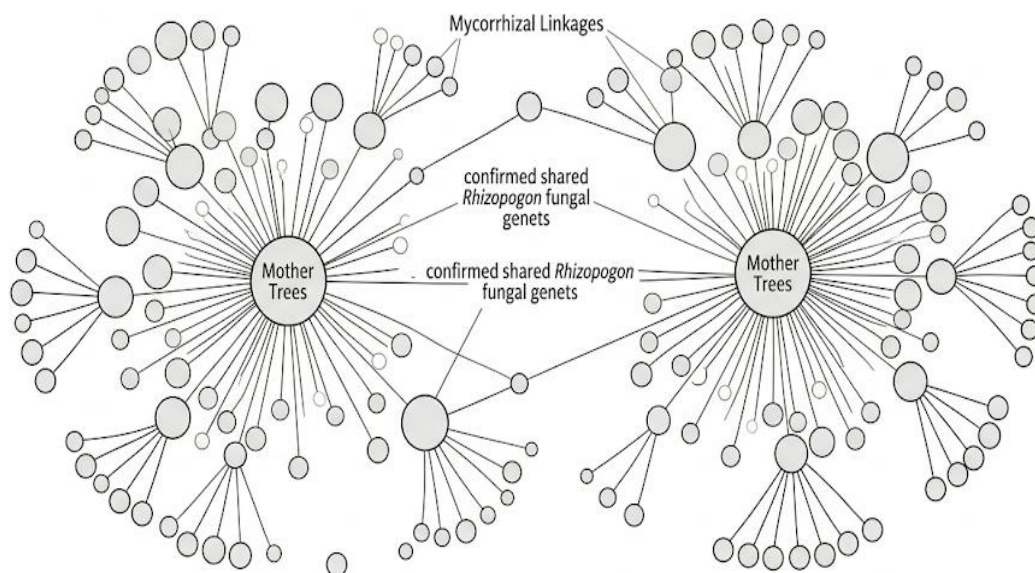 Mycorrhizal Linkages
confirmed shared
Rhizopogon fungal
genets
Mother
Trees
confirmed shared Rhizopogon
fungal genets
Mother
Trees